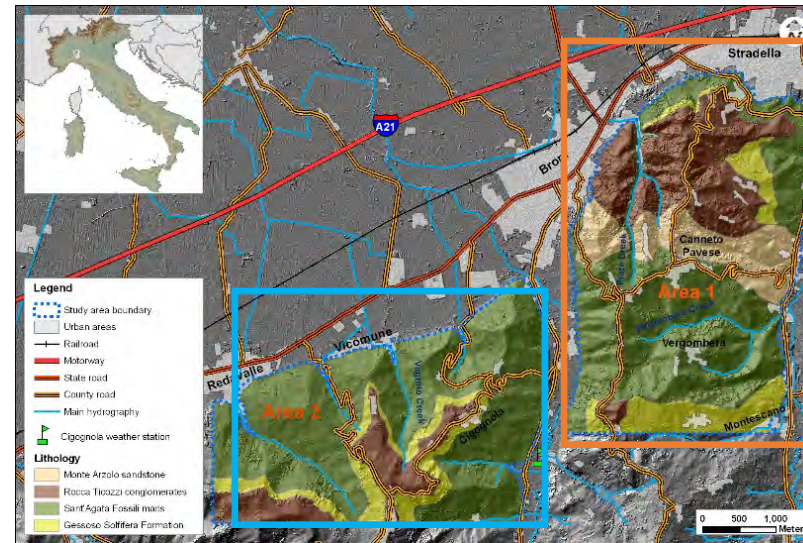 Stradella
A21
Bron
Canneto
Pavese
Area 1
Vergombera
Montescano
Legend
Study area boundary
Urban areas
Railroad
Motorway
State road
County road
Main hydrography
Cigognola weather station
Lithology
Monte Arzolo sandstone
Rocca Ticozzi conglomerates
Sant'Agata Fossili marls
Gessoso Solfifera Formation
Vicomune
Redavalle
Area 2
Cigognola
0 500 1,000
Meter